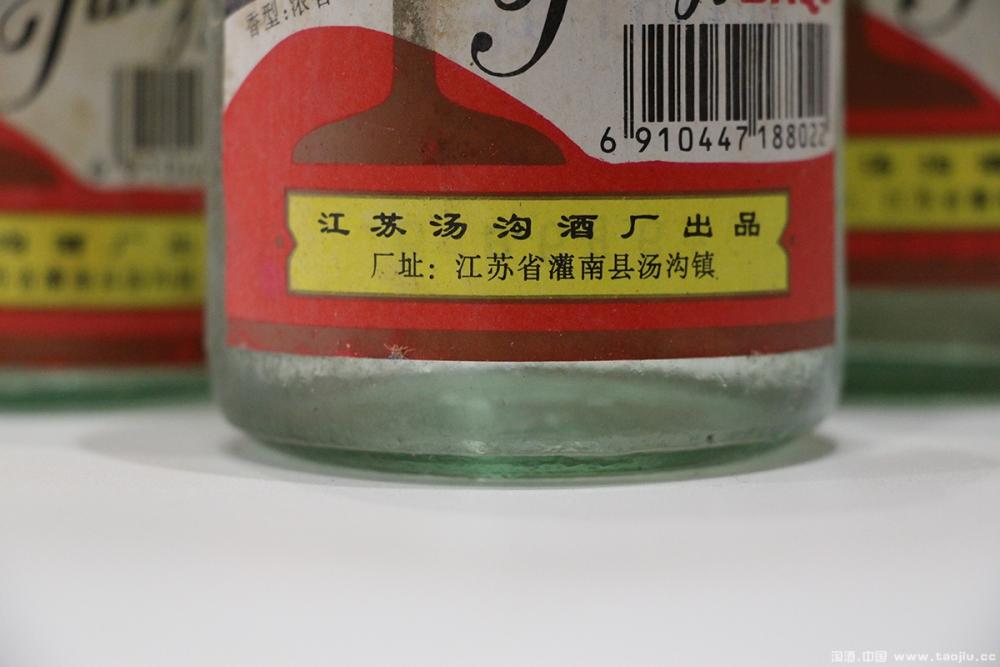 香型:浓香
6 910447 188022
江苏汤沟酒厂出品
厂址：江苏省灌南县汤沟镇
淘酒.中国 www.taojiu.cc